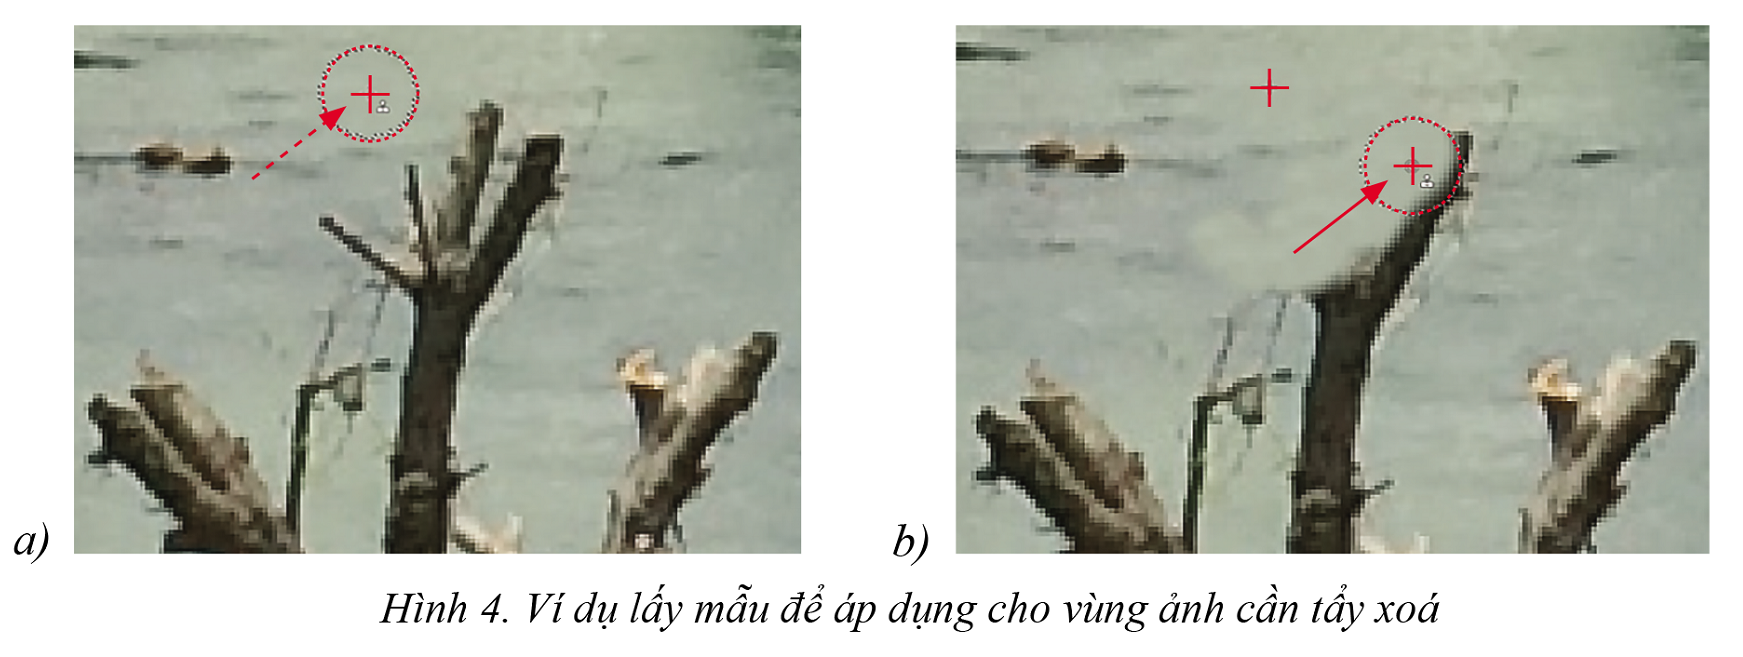 a)
b)
Hình 4. Ví dụ lấy mẫu để áp dụng cho vùng ảnh cần tẩy xoá